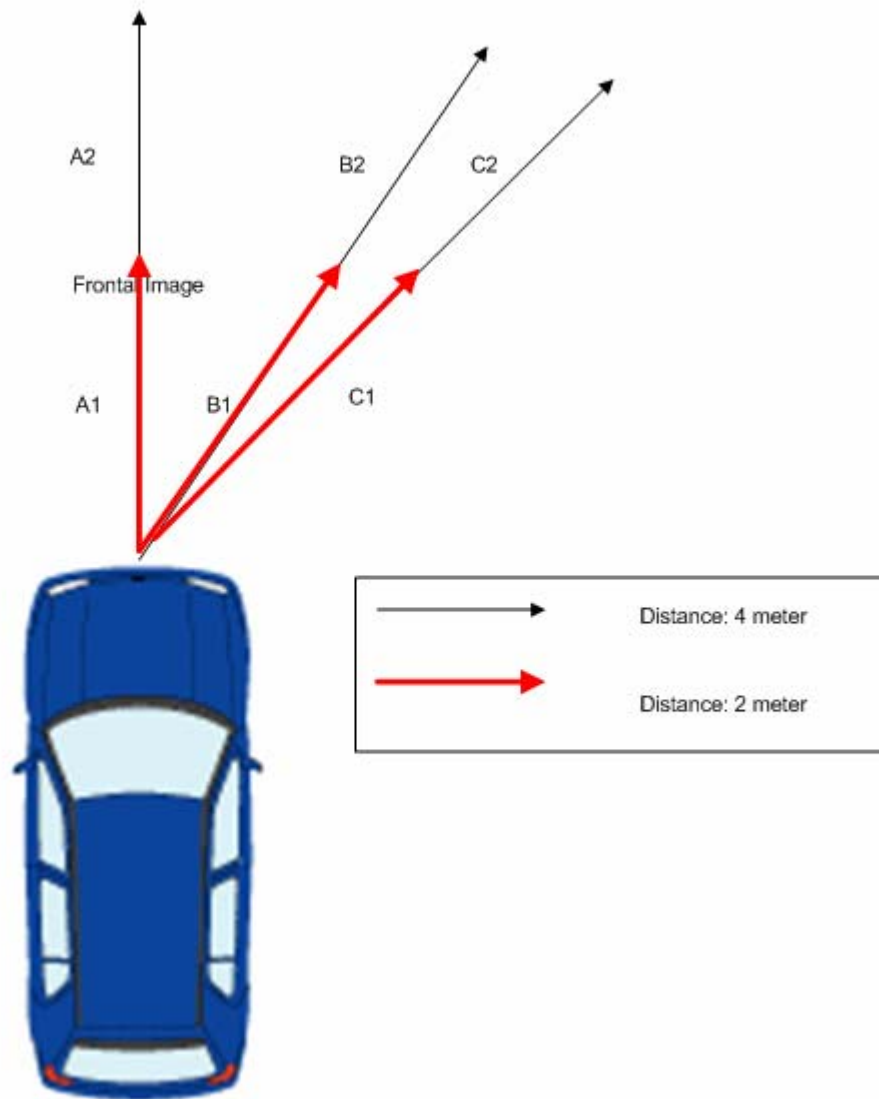 A2
B2
C2
Frontal Image
A1
B1
C1
Distance: 4 meter
Distance: 2 meter